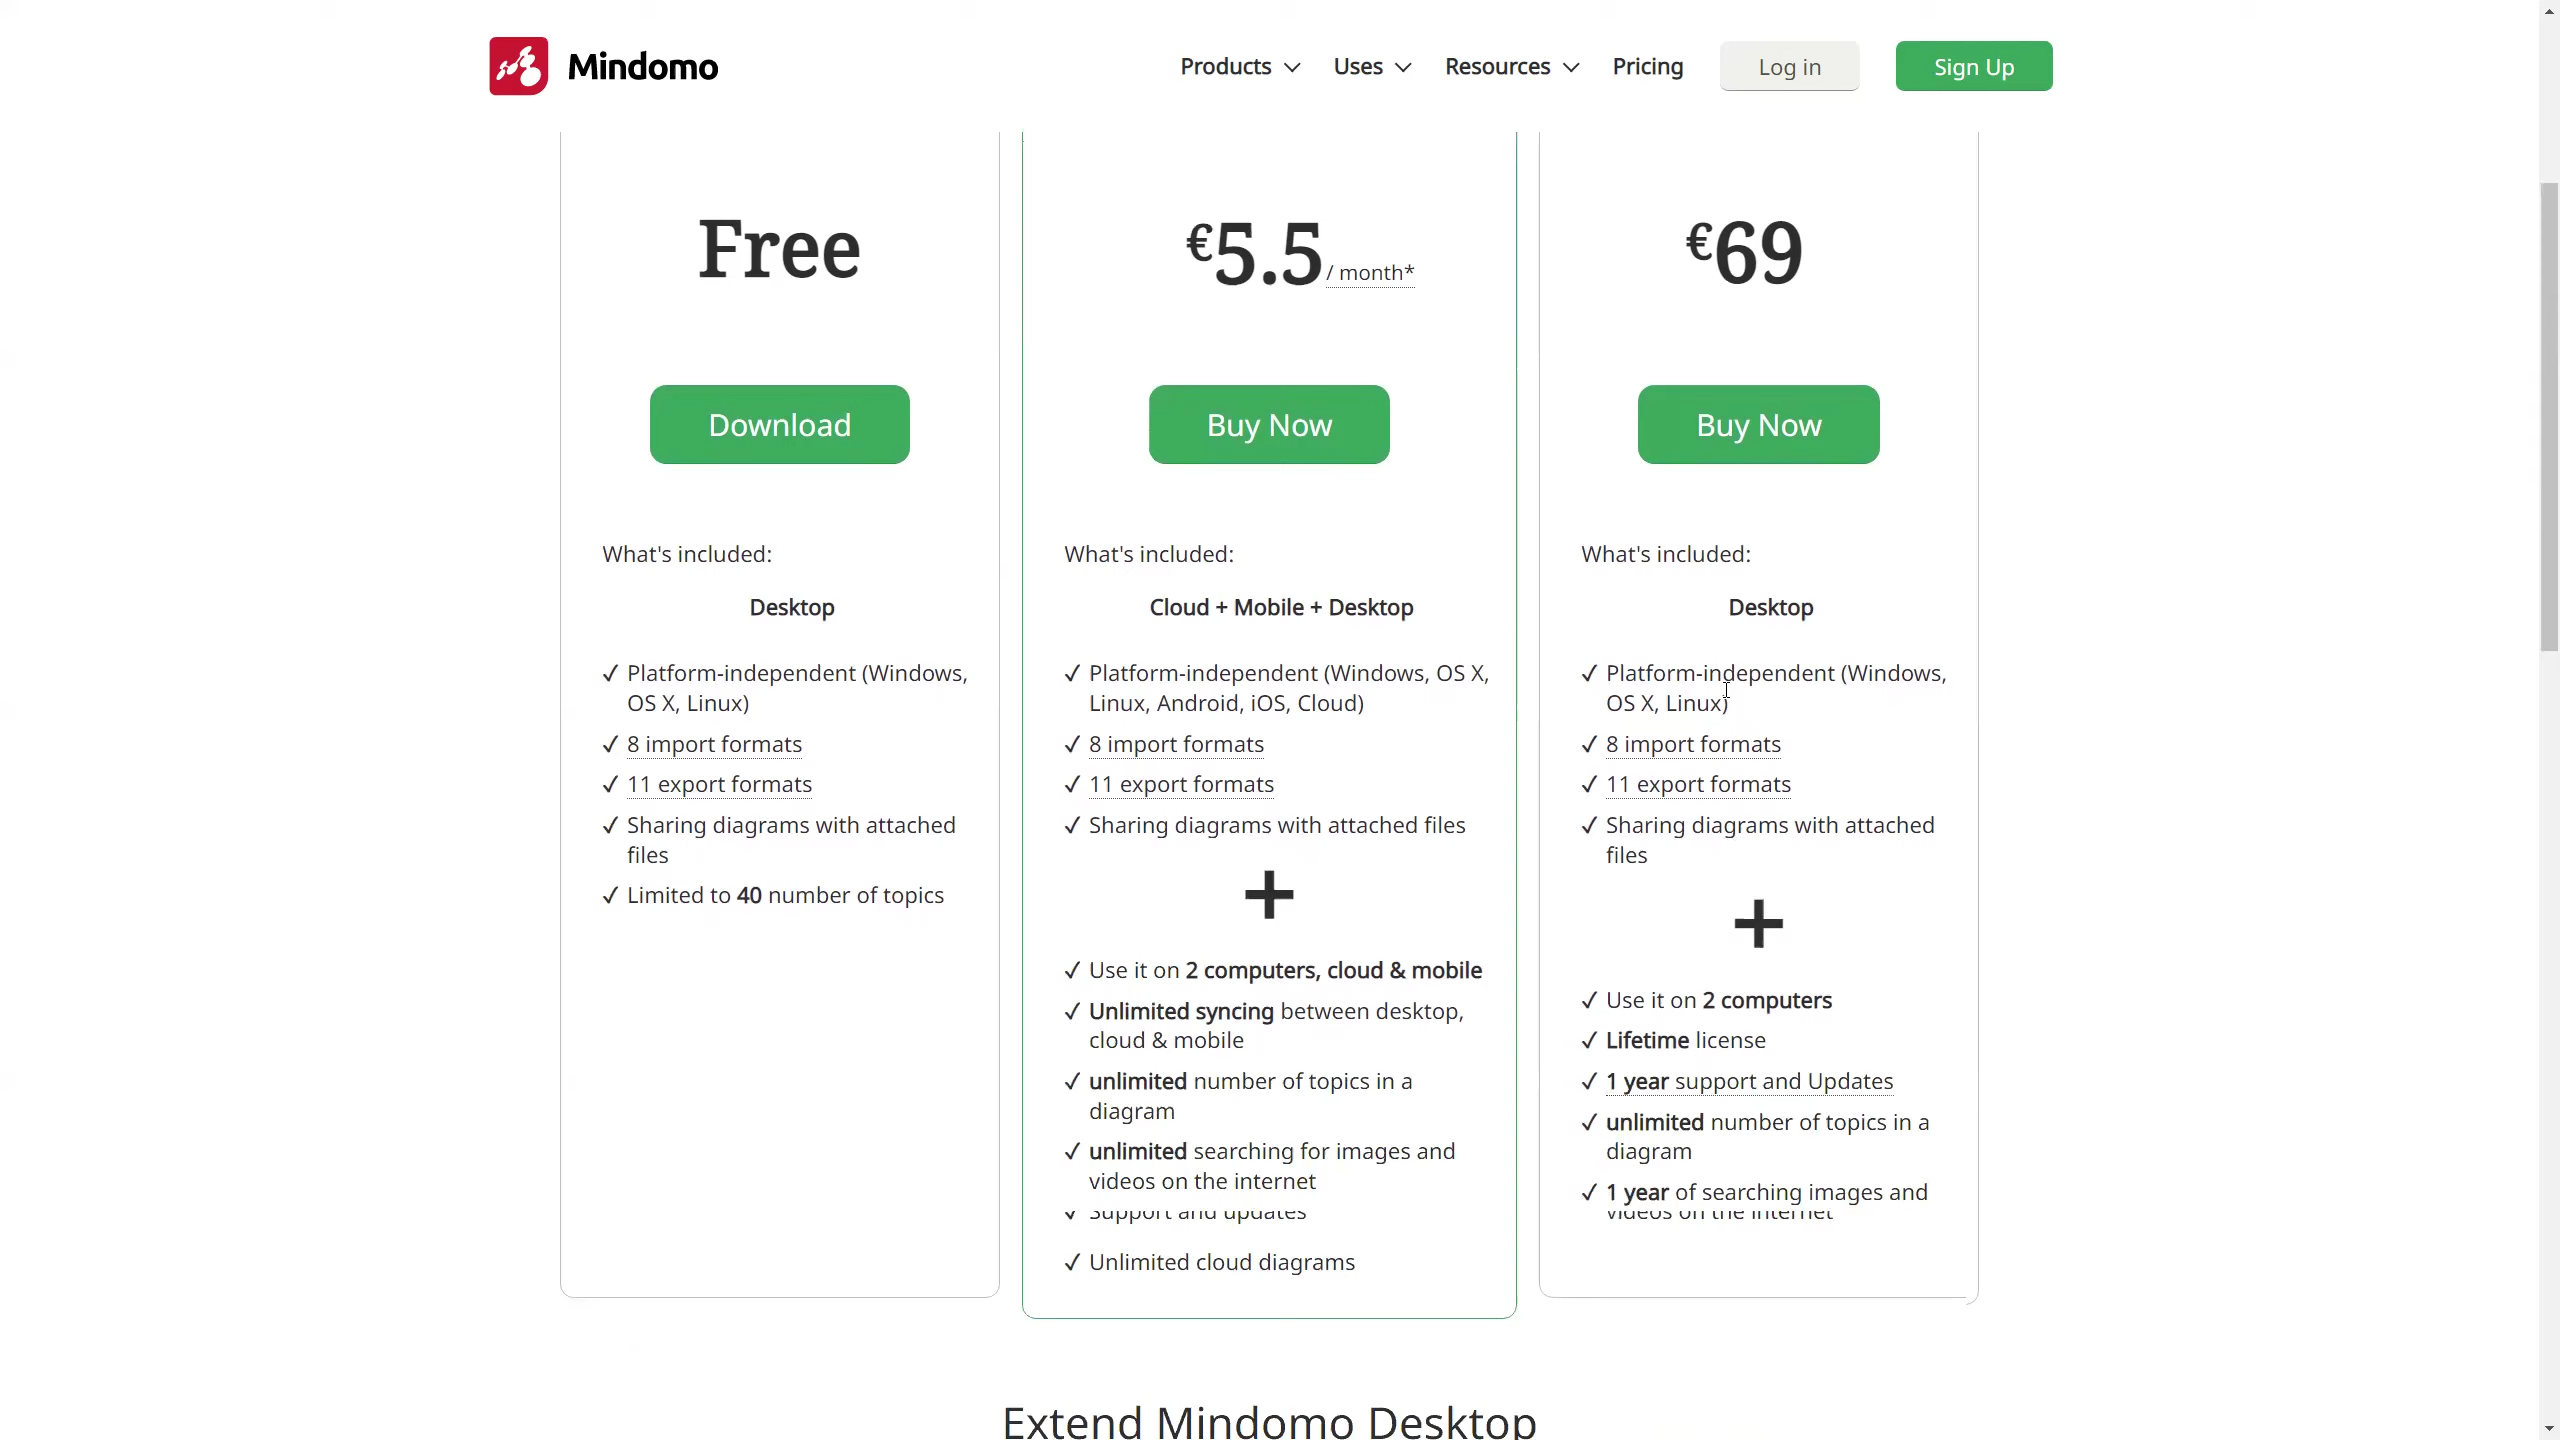 Mindomo
Products
Uses
Resources
Pricing
Log in
Sign Up
Free
Download
What's included:
Desktop
✓ Platform-independent (Windows,
OS X, Linux)
✓ 8 import formats
✓ 11 export formats
✓ Sharing diagrams with attached
files
✓ Limited to 40 number of topics
€5.5 / month*
Buy Now
What's included:
Cloud + Mobile + Desktop
✓ Platform-independent (Windows, OS X,
Linux, Android, iOS, Cloud)
✓ 8 import formats
✓ 11 export formats
✓ Sharing diagrams with attached files
+
✓ Use it on 2 computers, cloud & mobile
✓ Unlimited syncing between desktop,
cloud & mobile
✓ unlimited number of topics in a
diagram
✓ unlimited searching for images and
videos on the internet
✓ Support and updates
✓ Unlimited cloud diagrams
€69
Buy Now
What's included:
Desktop
✓ Platform-independent (Windows,
OS X, Linux)
✓ 8 import formats
✓ 11 export formats
✓ Sharing diagrams with attached
files
+
✓ Use it on 2 computers
✓ Lifetime license
✓ 1 year support and Updates
✓ unlimited number of topics in a
diagram
✓ 1 year of searching images and
videos on the internet
Extend Mindomo Desktop